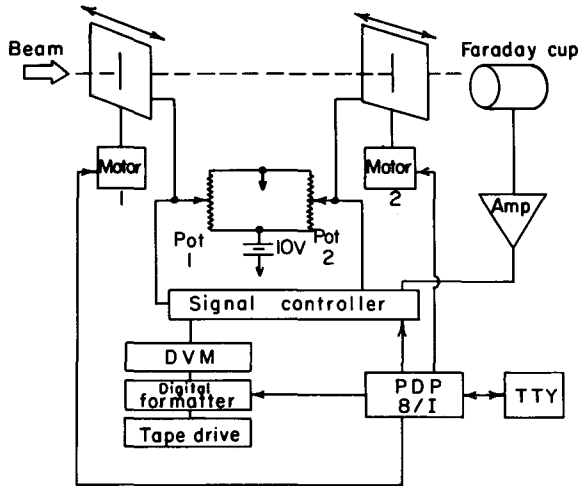 Beam
Faraday cup
Motor
1
Motor
2
Amp
Pot
1
10V
Pot
2
Signal controller
DVM
Digital
formatter
Tape drive
PDP
8/I
TTY